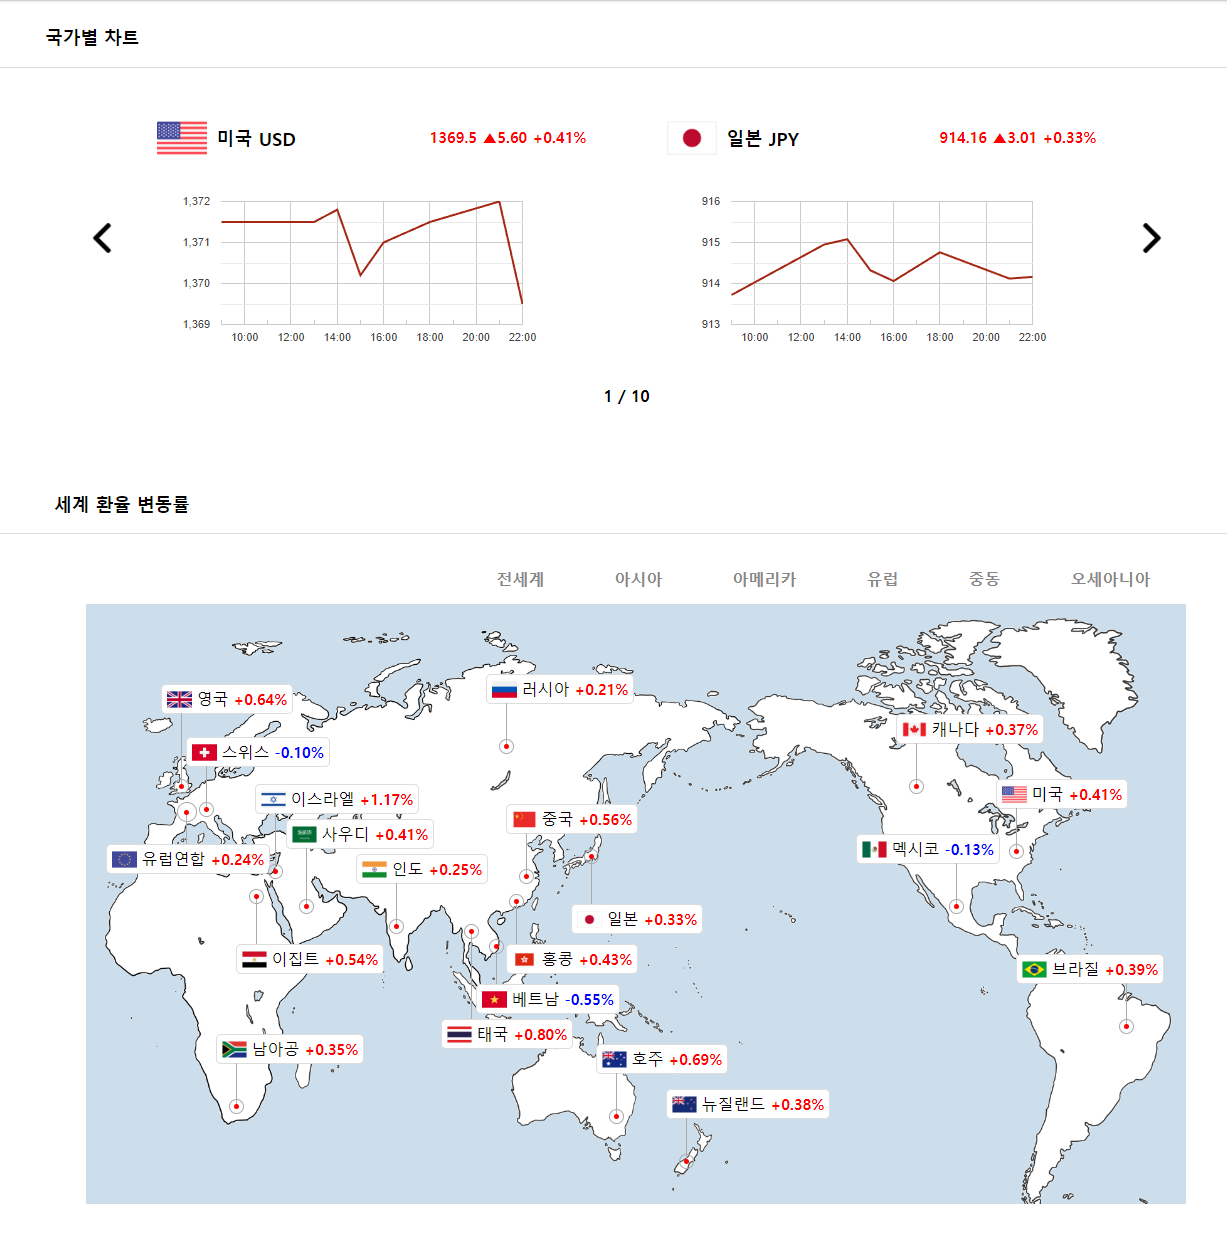 국가별 차트
미국 USD
1369.5 ▲5.60 +0.41%
일본 JPY
914.16 ▲3.01 +0.33%
1,372
1,371
1,370
1,369
10:00 12:00 14:00 16:00 18:00 20:00 22:00
916
915
914
913
10:00 12:00 14:00 16:00 18:00 20:00 22:00
1 / 10
세계 환율 변동률
전세계 아시아 아메리카 유럽 중동 오세아니아
러시아 +0.21%
영국 +0.64%
캐나다 +0.37%
스위스 -0.10%
미국 +0.41%
이스라엘 +1.17%
중국 +0.56%
사우디 +0.41%
멕시코 -0.13%
유럽연합 +0.24%
인도 +0.25%
일본 +0.33%
이집트 +0.54%
홍콩 +0.43%
브라질 +0.39%
베트남 -0.55%
태국 +0.80%
남아공 +0.35%
호주 +0.69%
뉴질랜드 +0.38%